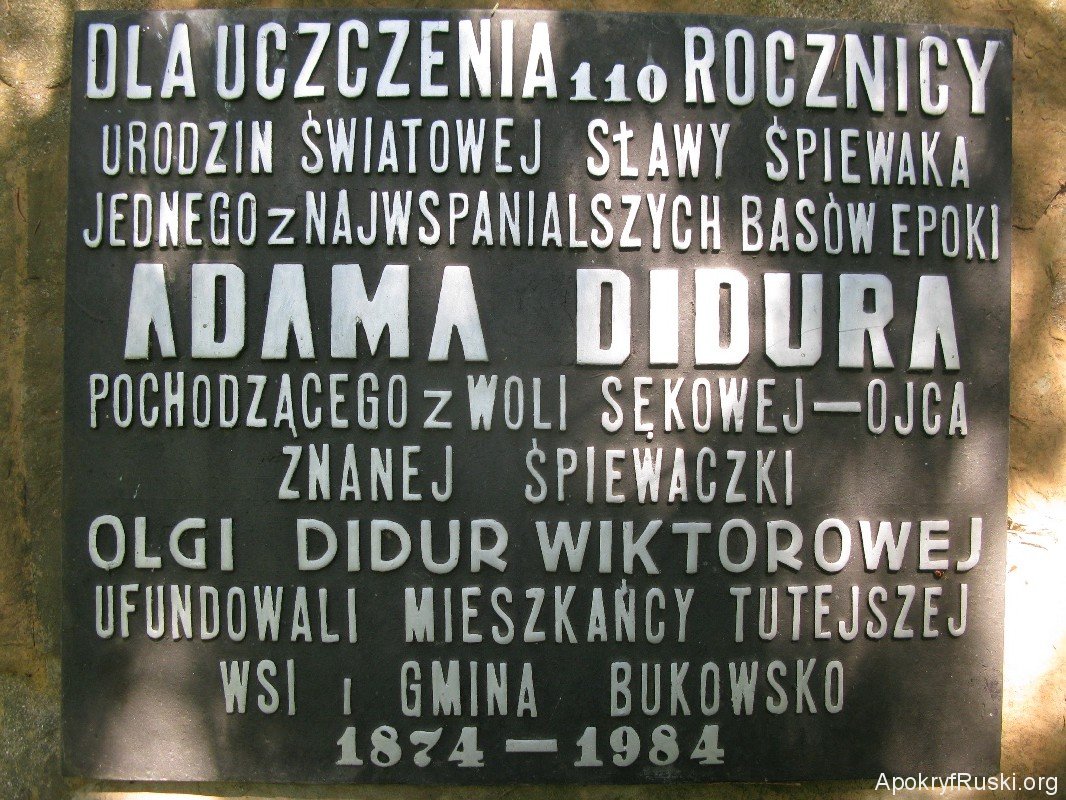 DLA UCZCZENIA 110 ROCZNICY
URODZIN ŚWIATOWEJ SŁAWY ŚPIEWAKA
JEDNEGO Z NAJWSPANIALSZYCH BASÓW EPOKI
ADAMA DIDURA
POCHODZĄCEGO Z WOLI SĘKOWEJ — OJCA
ZNANEJ ŚPIEWACZKI
OLGI DIDUR WIKTOROWEJ
UFUNDOWALI MIESZKAŃCY TUTEJSZEJ
WSI I GMINA BUKOWSKO
1874 — 1984
ApokryfRuski.org